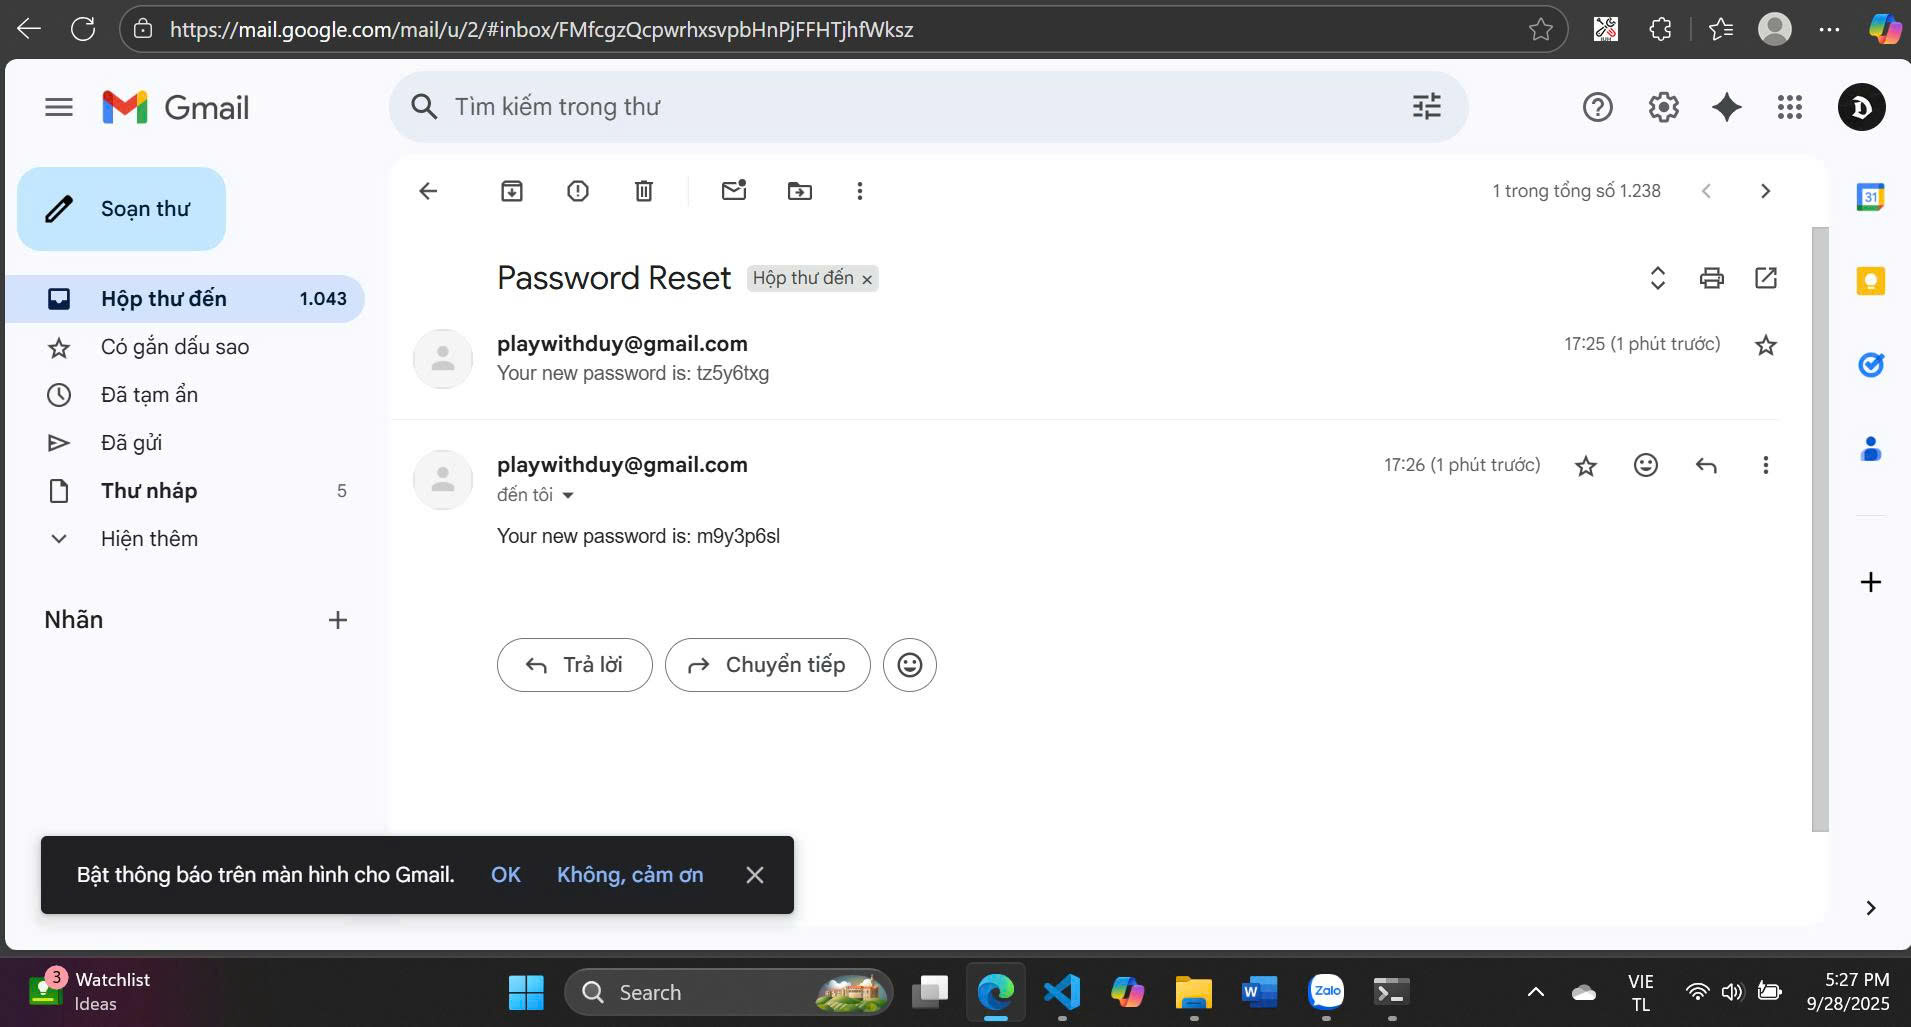 https://mail.google.com/mail/u/2/#inbox/FMfcgzQcpwrhxsvpbHnPjFFHTjhfWksz
Gmail
Tìm kiếm trong thư
Soạn thư
1 trong tổng số 1.238
Password Reset
Hộp thư đến ×
Hộp thư đến 1.043
Có gắn dấu sao
Đã tạm ẩn
Đã gửi
Thư nháp 5
Hiện thêm
Nhãn
playwithduy@gmail.com
17:25 (1 phút trước)
Your new password is: tz5y6txg
playwithduy@gmail.com
17:26 (1 phút trước)
đến tôi
Your new password is: m9y3p6sl
Trả lời
Chuyển tiếp
31
Bật thông báo trên màn hình cho Gmail. OK Không, cảm ơn
3
Watchlist
Ideas
Search
W
Zalo
VIE
TL
5:27 PM
9/28/2025